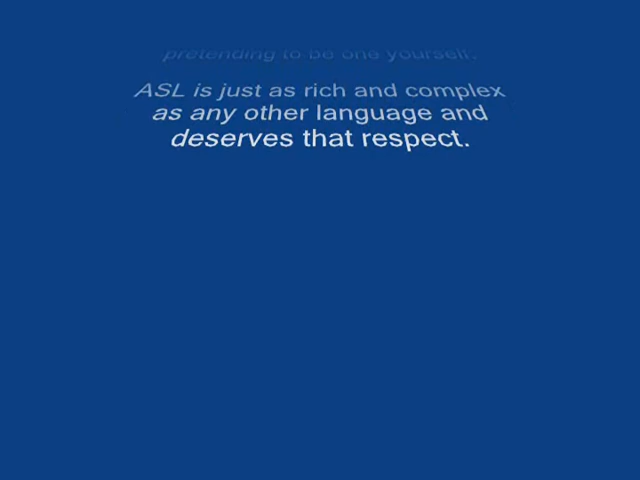 pretending to be one yourself.
ASL is just as rich and complex
as any other language and
deserves that respect.